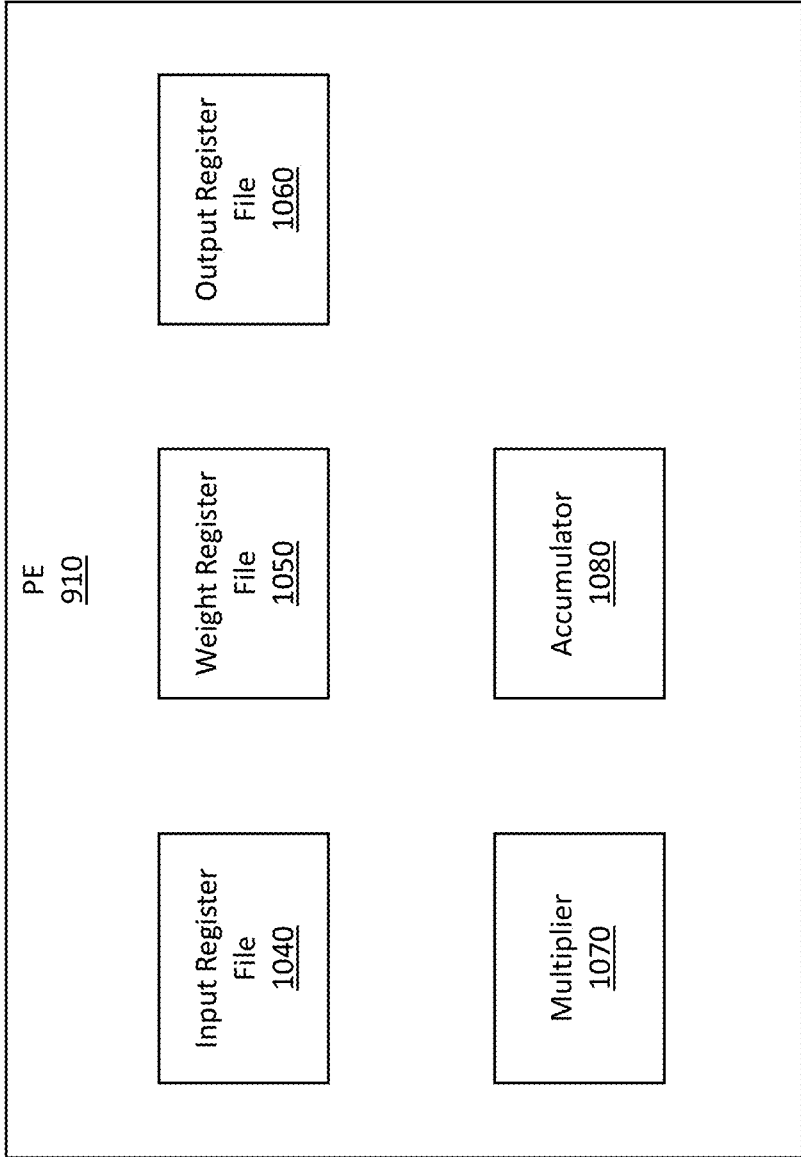 PE
910
Input Register
File
1040
Weight Register
File
1050
Output Register
File
1060
Multiplier
1070
Accumulator
1080